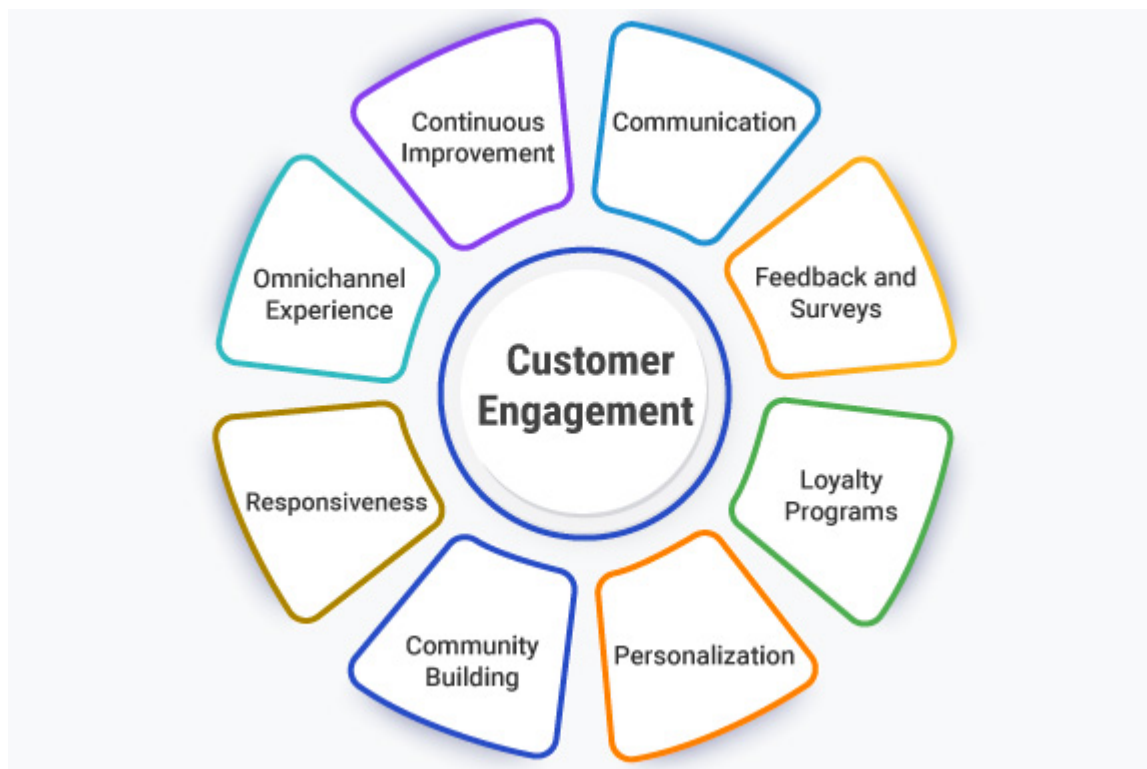 Customer
Engagement
Communication
Feedback and
Surveys
Loyalty
Programs
Personalization
Community
Building
Responsiveness
Omnichannel
Experience
Continuous
Improvement